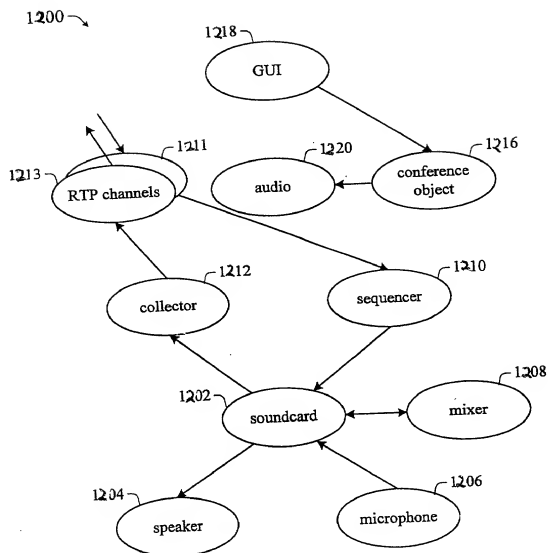 1200
1218
GUI
1211
1220
1216
1213
RTP channels
audio
conference
object
1212
1210
collector
sequencer
1202
1208
soundcard
mixer
1204
1206
speaker
microphone